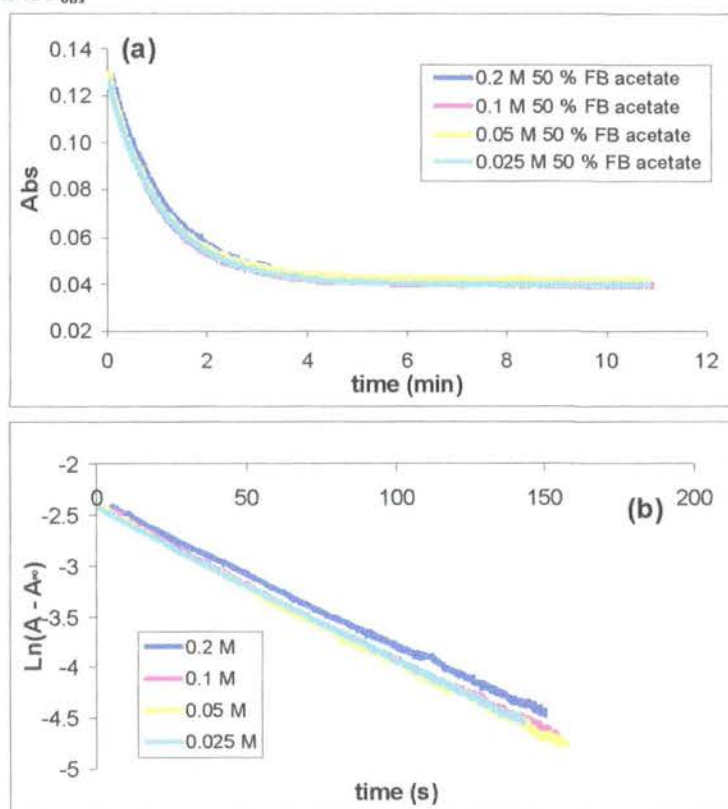 (a)
0.14
0.12
0.10
0.08
0.06
0.04
0.02
Abs
0.2 M 50 % FB acetate
0.1 M 50 % FB acetate
0.05 M 50 % FB acetate
0.025 M 50 % FB acetate
0 2 4 6 8 10 12
time (min)
(b)
0 50 100 150 200
-2
-2.5
-3
-3.5
-4
-4.5
-5
Ln(A - A∞)
0.2 M
0.1 M
0.05 M
0.025 M
time (s)